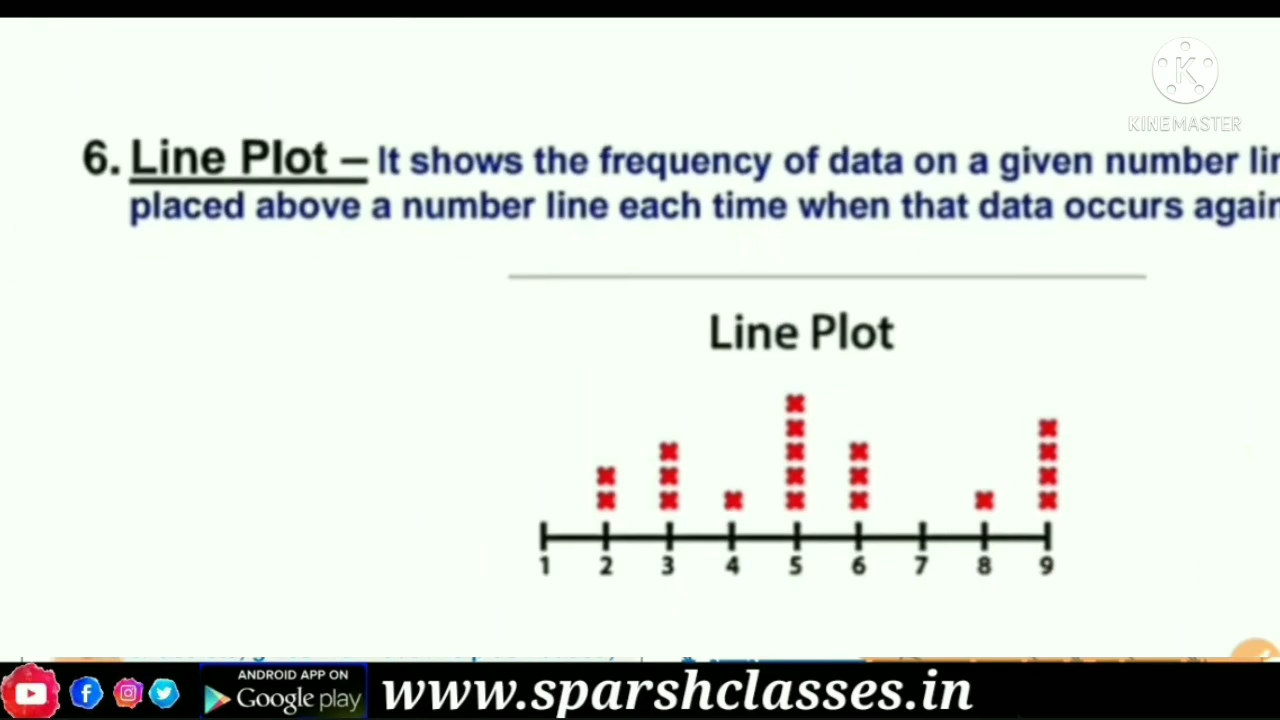 KINEMASTER
6. Line Plot – It shows the frequency of data on a given number
placed above a number line each time when that data occurs
Line Plot
1 2 3 4 5 6 7 8 9
ANDROID APP ON
Google play
www.sparshclasses.in